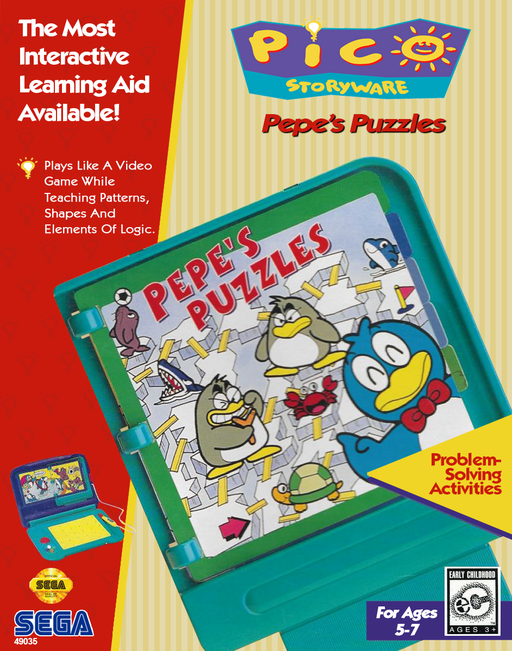 The Most
Interactive
Learning Aid
Available!
Plays Like A Video
Game While
Teaching Patterns,
Shapes And
Elements Of Logic.
PICO
STORYWARE
Pepe's Puzzles
PEPE'S
PUZZLES
Problem-
Solving
Activities
SEGA
SEGA
49035
For Ages
5-7
EARLY CHILDHOOD
eC
AGES 3+